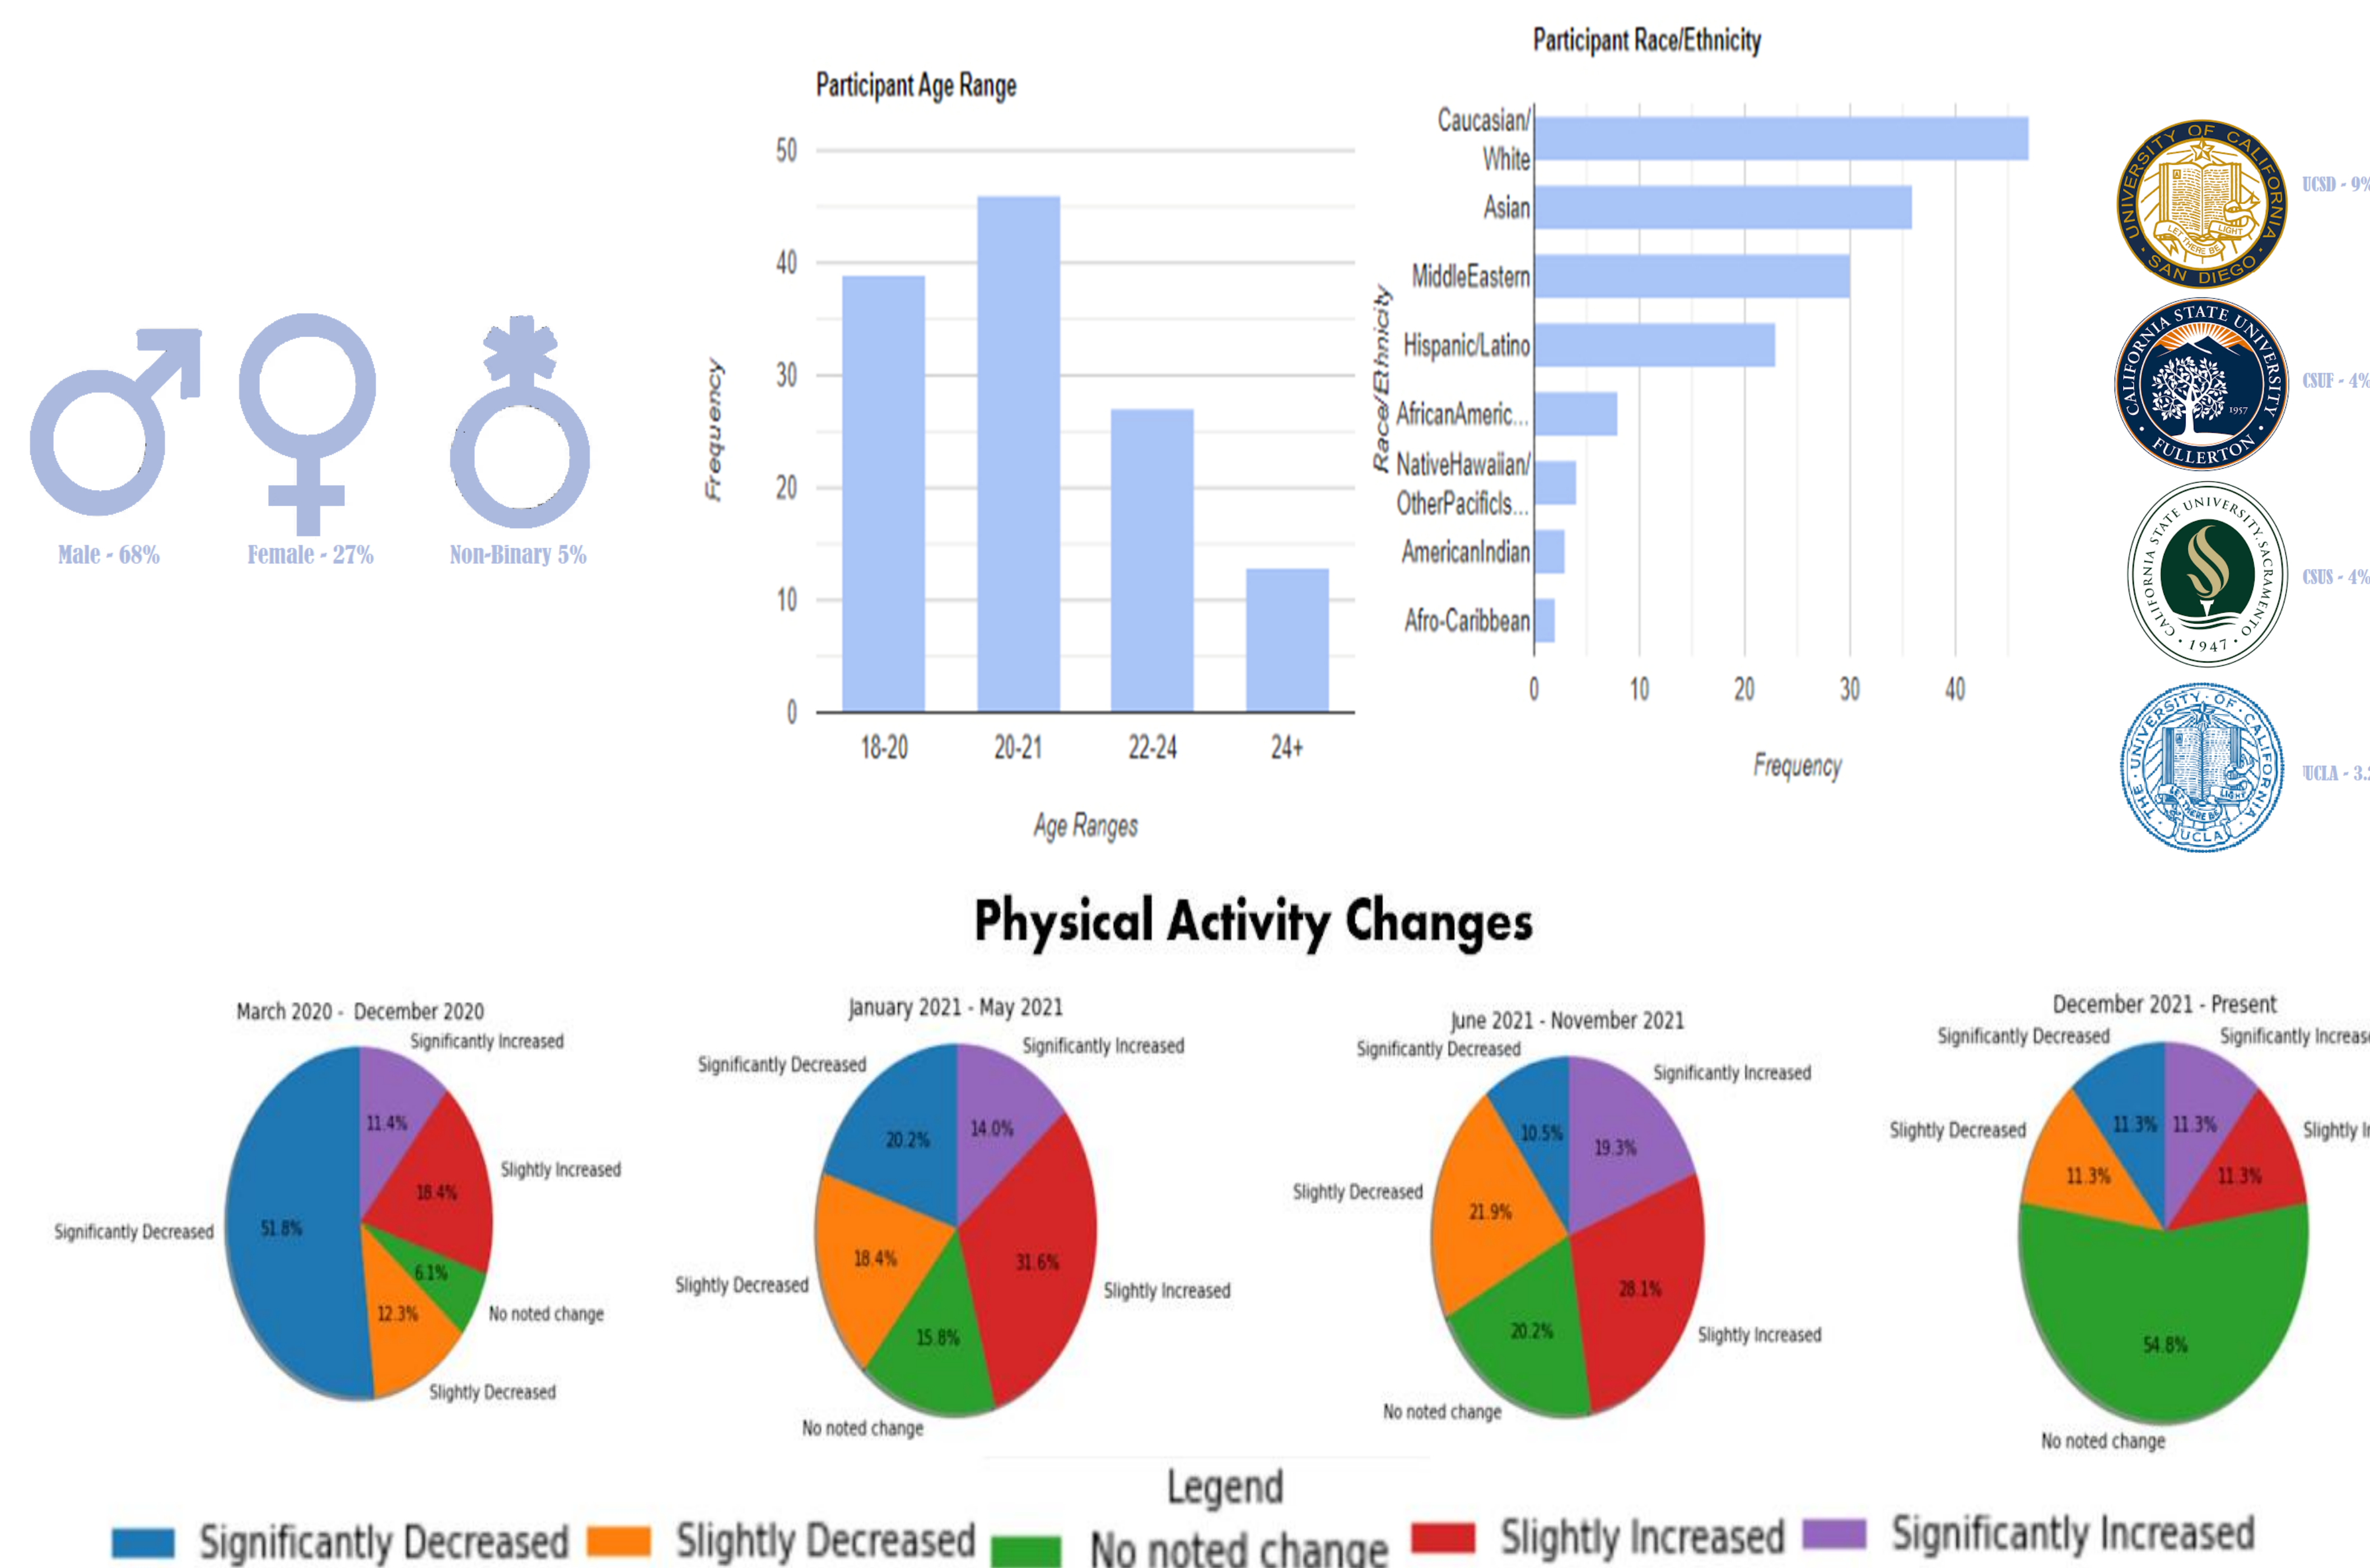 Male - 68%
Female - 27%
Non-Binary 5%
Participant Age Range
Frequency
50
40
30
20
10
0
18-20
20-21
22-24
24+
Age Ranges
Participant Race/Ethnicity
Race/Ethnicity
Caucasian/
White
Asian
MiddleEastern
Hispanic/Latino
AfricanAmeric...
NativeHawaiian/
OtherPacificIs...
AmericanIndian
Afro-Caribbean
0
10
20
30
40
Frequency
UNIVERSITY OF CALIFORNIA
LET THERE BE LIGHT
SAN DIEGO
UCSD - 9%
CALIFORNIA STATE UNIVERSITY
1957
FULLERTON
CSUF - 4%
CALIFORNIA STATE UNIVERSITY, SACRAMENTO
1947
CSUS - 4%
THE UNIVERSITY OF CALIFORNIA
LET THERE BE LIGHT
UCLA
UCLA - 3.
Physical Activity Changes
March 2020 - December 2020
Significantly Increased
11.4%
Slightly Increased
18.4%
Significantly Decreased
51.8%
6.1%
No noted change
12.3%
Slightly Decreased
January 2021 - May 2021
Significantly Increased
Significantly Decreased
20.2%
14.0%
18.4%
31.6%
Slightly Decreased
Slightly Increased
15.8%
No noted change
June 2021 - November 2021
Significantly Decreased
Significantly Increased
10.5%
19.3%
Slightly Decreased
21.9%
28.1%
20.2%
Slightly Increased
No noted change
December 2021 - Present
Significantly Decreased
Significantly Increas
Slightly Decreased
11.3%
11.3%
Slightly
11.3%
11.3%
54.8%
No noted change
Legend
Significantly Decreased
Slightly Decreased
No noted change
Slightly Increased
Significantly Increased